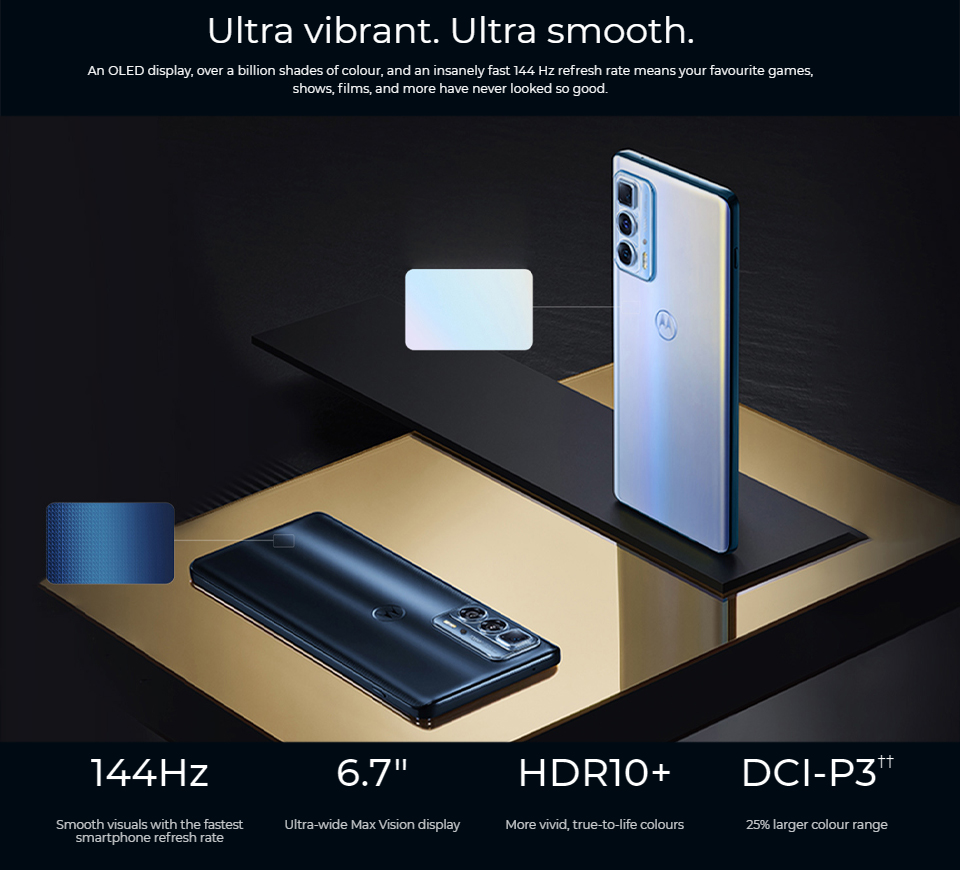 Ultra vibrant. Ultra smooth.
An OLED display, over a billion shades of colour, and an insanely fast 144 Hz refresh rate means your favourite games,
shows, films, and more have never looked so good.
144Hz
6.7"
HDR10+
DCI-P3††
Smooth visuals with the fastest
smartphone refresh rate
Ultra-wide Max Vision display
More vivid, true-to-life colours
25% larger colour range